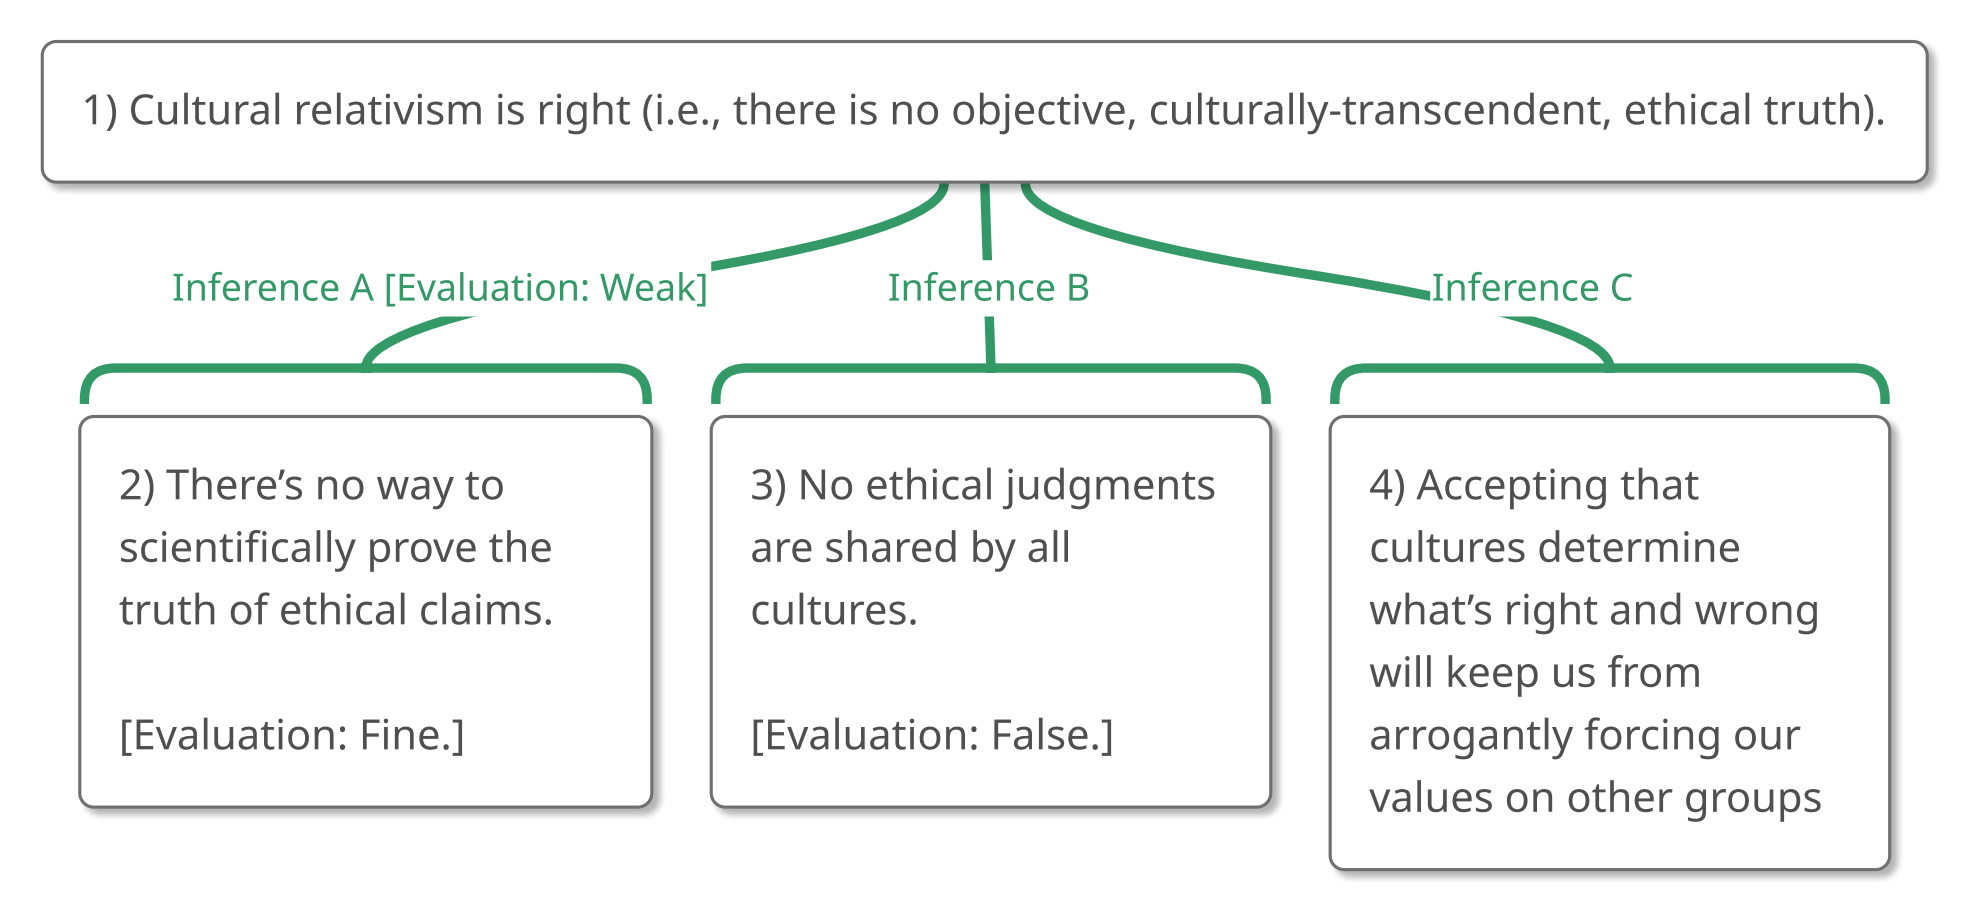 1) Cultural relativism is right (i.e., there is no objective, culturally-transcendent, ethical truth).
Inference A [Evaluation: Weak]
Inference B
Inference C
2) There’s no way to
scientifically prove the
truth of ethical claims.
[Evaluation: Fine.]
3) No ethical judgments
are shared by all
cultures.
[Evaluation: False.]
4) Accepting that
cultures determine
what’s right and wrong
will keep us from
arrogantly forcing our
values on other groups